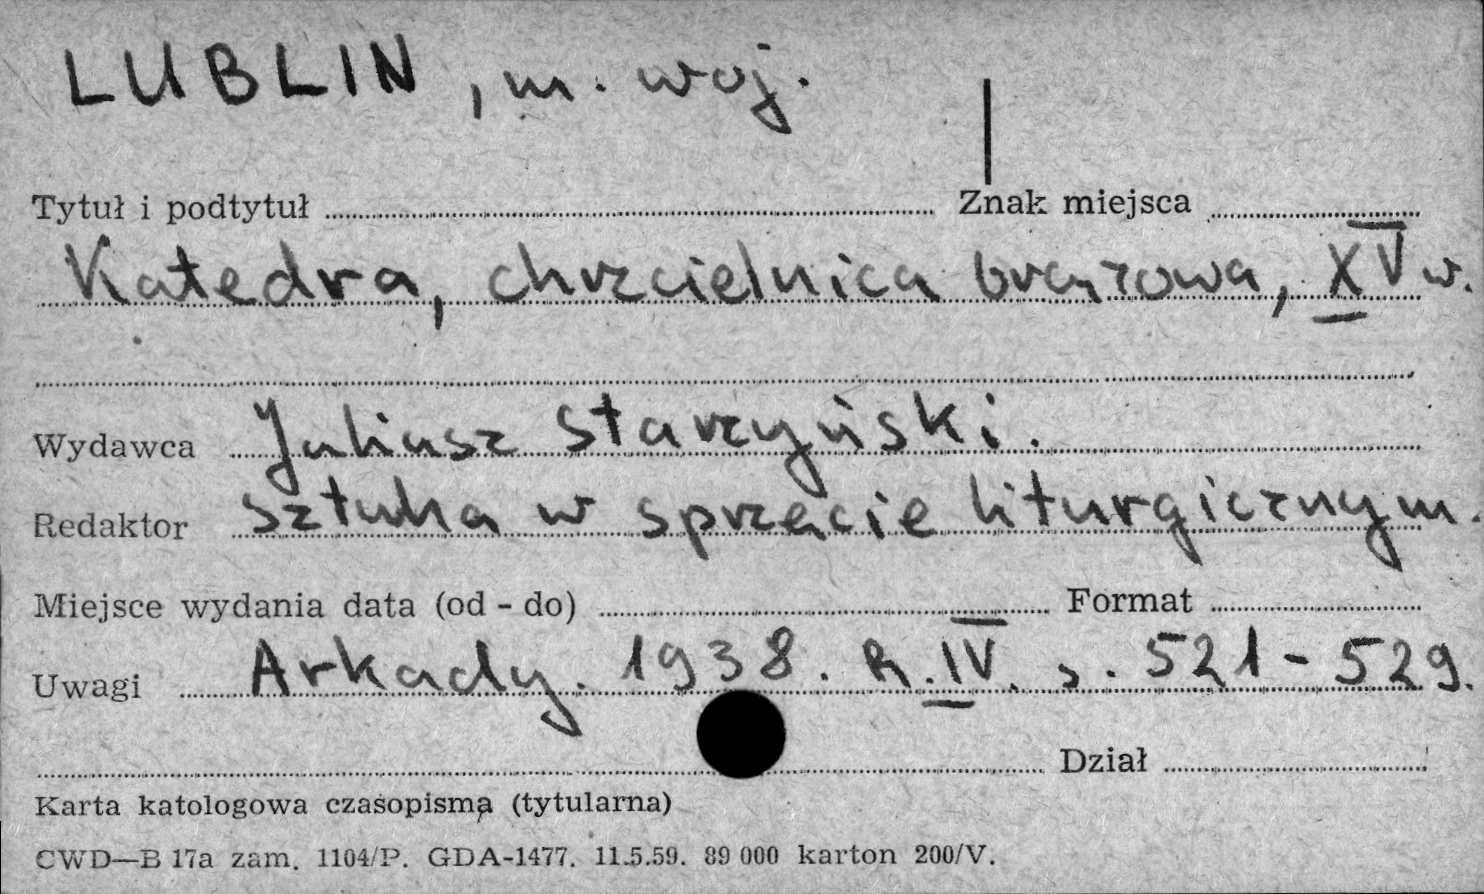 LUBLIN, m. woj.
Tytuł i podtytuł Znak miejsca
Katedra, chrzcielnica brązowa, XV w.
Wydawca Juliusz Starzyński.
Redaktor Sztuka w sprzęcie liturgicznym.
Miejsce wydania data (od - do) Format
Uwagi Arkady. 1938. R. IV. s. 521-529.
Dział
Karta katologowa czasopisma (tytularna)
CWD—B 17a zam. 1104/P. GDA-1477. 11.5.59. 89 000 karton 200/V.